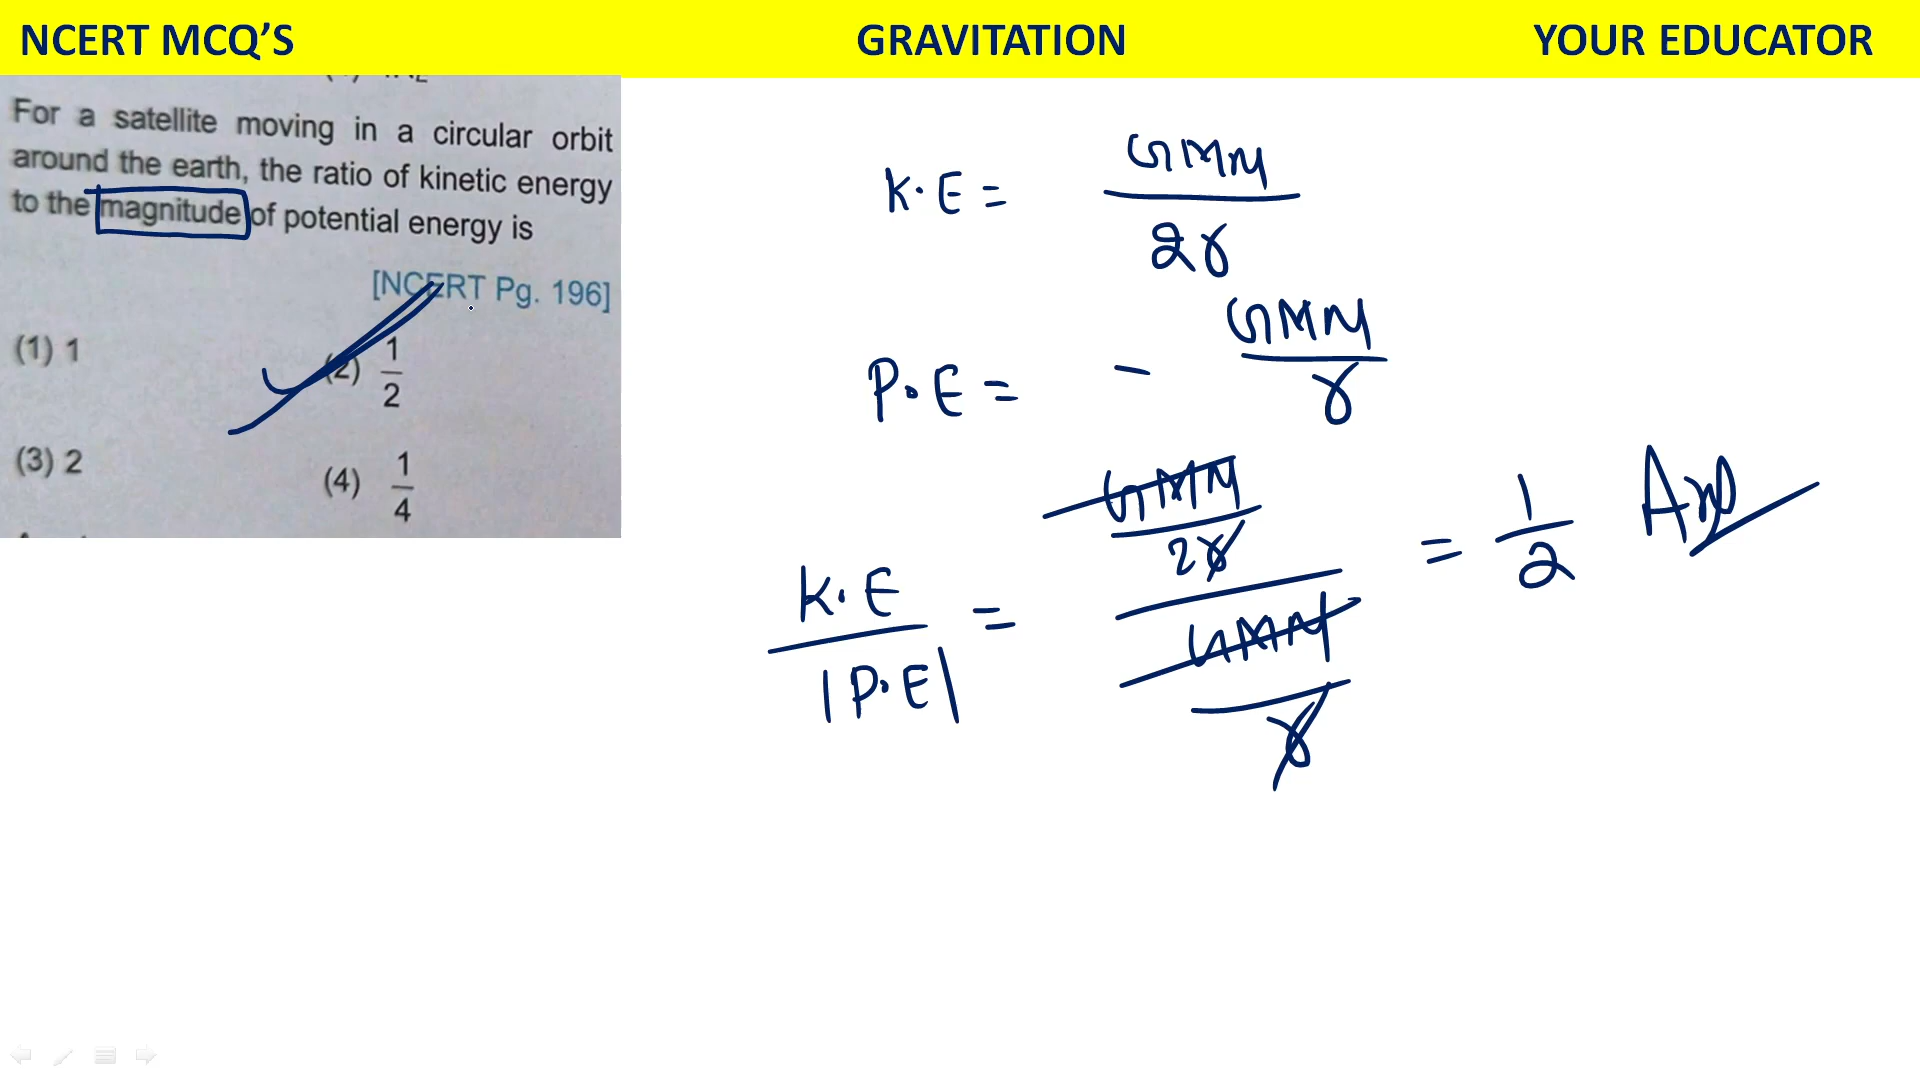 NCERT MCQ’S GRAVITATION YOUR EDUCATOR
For a satellite moving in a circular orbit
around the earth, the ratio of kinetic energy
to the magnitude of potential energy is
[NCERT Pg. 196]
(1) 1
(2) 1/2
(3) 2
(4) 1/4
K.E = GMM/2r
P.E = - GMM/r
K.E/|P.E| = (GMM/2r)/(GMM/r) = 1/2 Ans